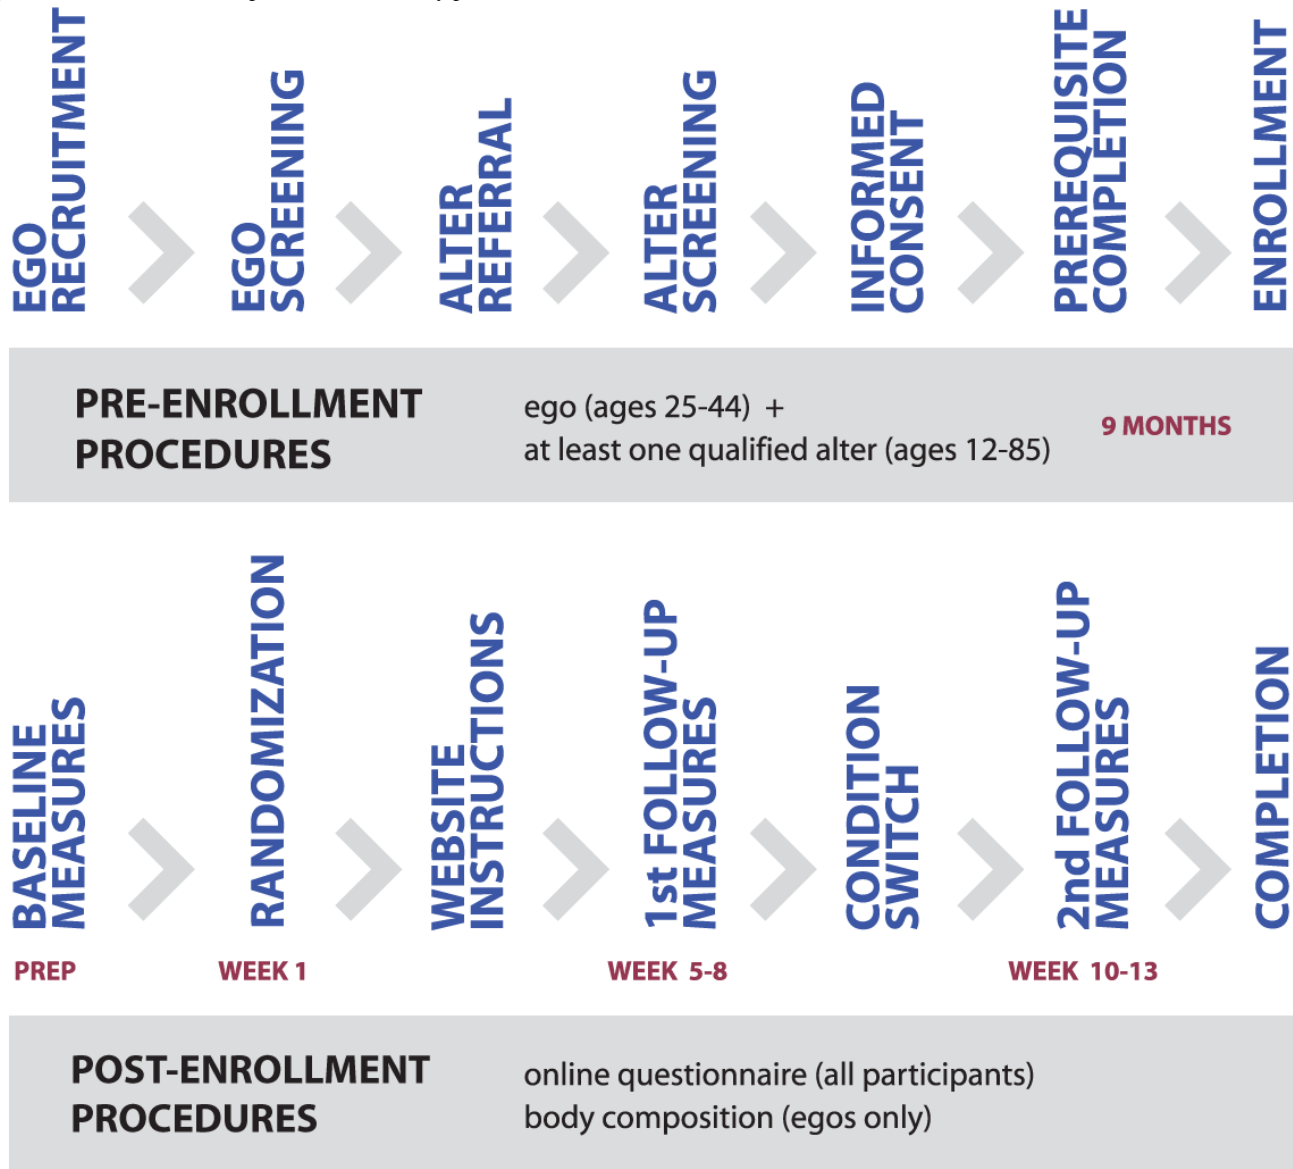 EGO
RECRUITMENT
EGO
SCREENING
ALTER
REFERRAL
ALTER
SCREENING
INFORMED
CONSENT
PREREQUISITE
COMPLETION
ENROLLMENT
PRE-ENROLLMENT
PROCEDURES
ego (ages 25-44) +
at least one qualified alter (ages 12-85)
9 MONTHS
BASELINE
MEASURES
RANDOMIZATION
WEBSITE
INSTRUCTIONS
1st FOLLOW-UP
MEASURES
CONDITION
SWITCH
2nd FOLLOW-UP
MEASURES
COMPLETION
PREP
WEEK 1
WEEK 5-8
WEEK 10-13
POST-ENROLLMENT
PROCEDURES
online questionnaire (all participants)
body composition (egos only)